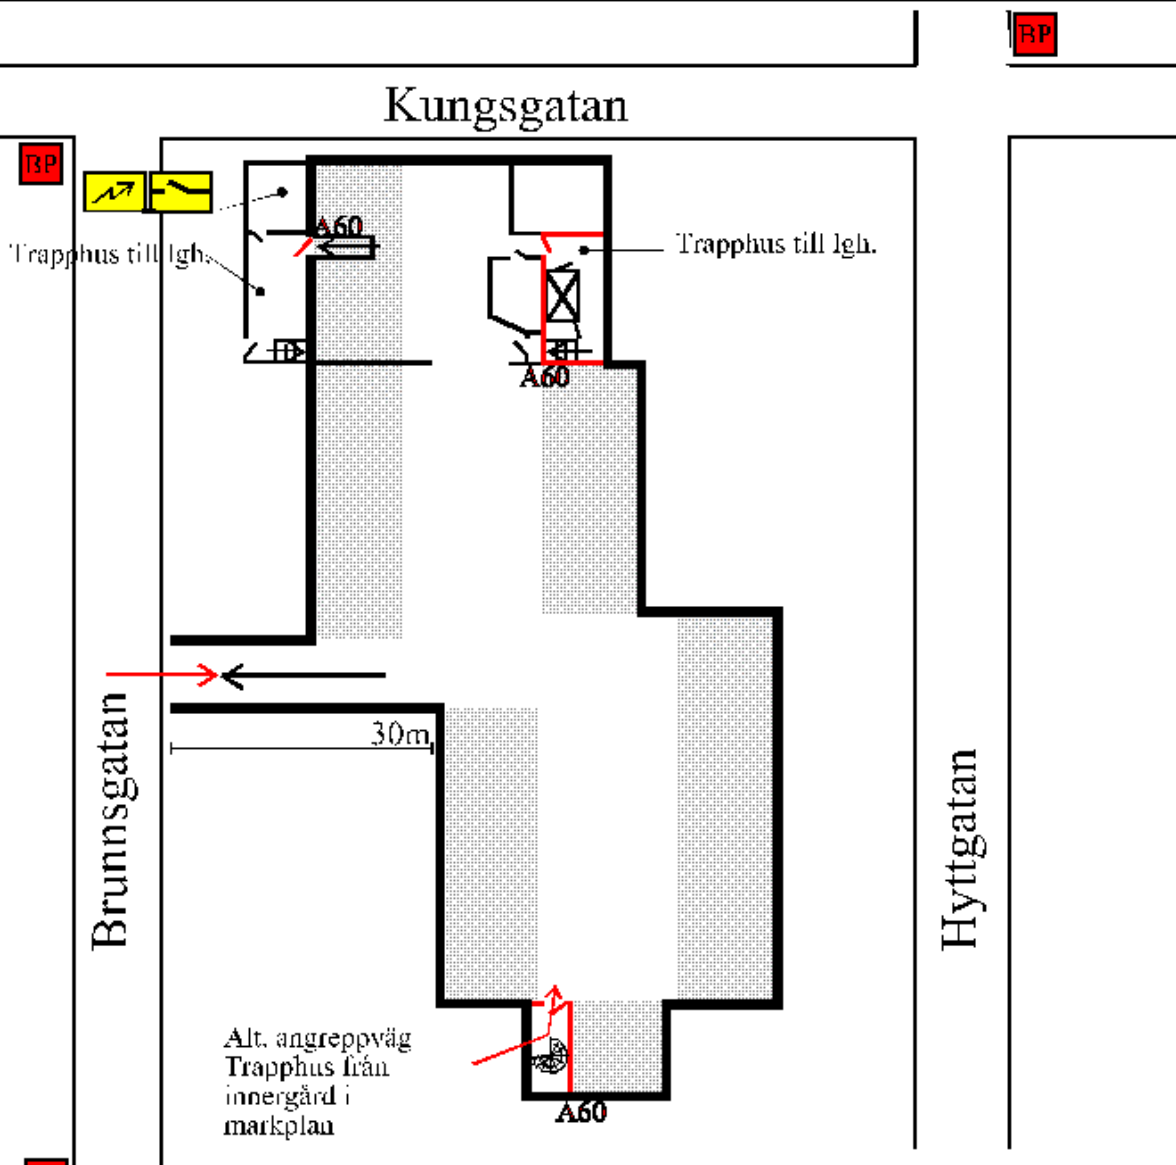 BP
Kungsgatan
BP
A60
Trapphus till lgh.
Trapphus till lgh.
A60
30m
Brunnsgatan
Hyttgatan
Alt. angreppväg
Trapphus från
innergård i
markplan
A60